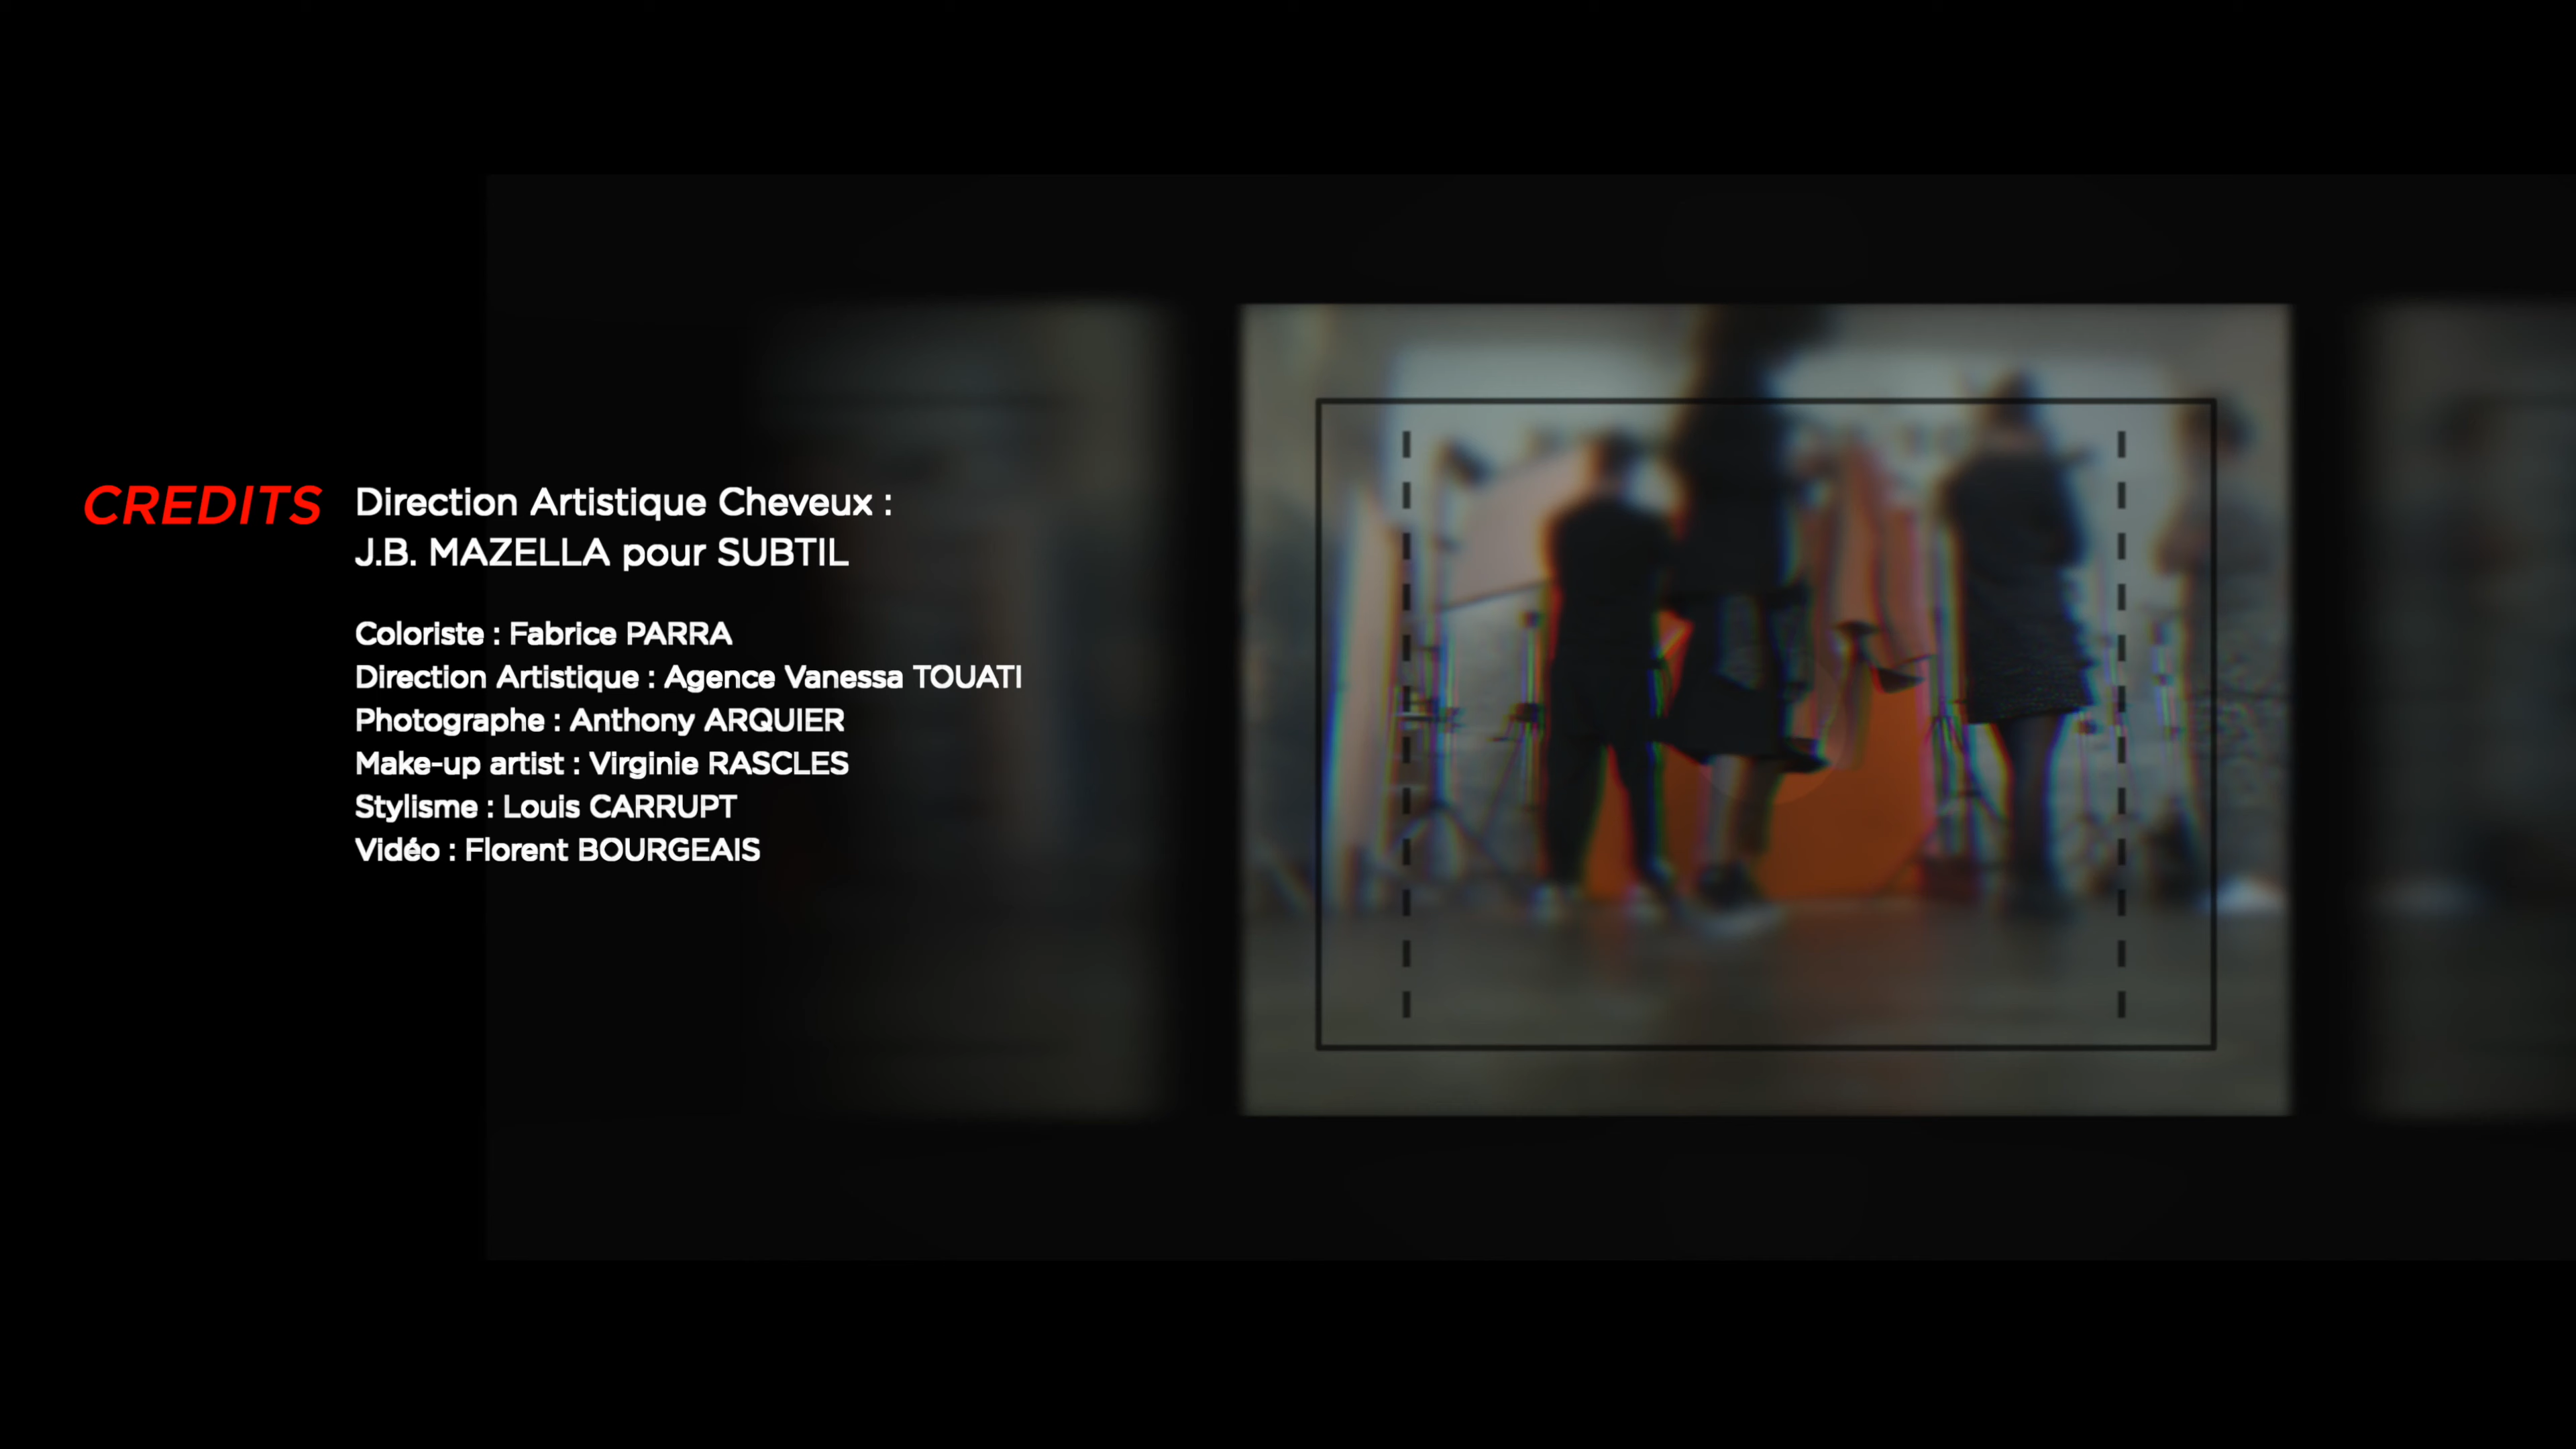 CREDITS
Direction Artistique Cheveux :
J.B. MAZELLA pour SUBTIL
Coloriste : Fabrice PARRA
Direction Artistique : Agence Vanessa TOUATI
Photographe : Anthony ARQUIER
Make-up artist : Virginie RASCLES
Stylisme : Louis CARRUPT
Vidéo : Florent BOURGEAIS